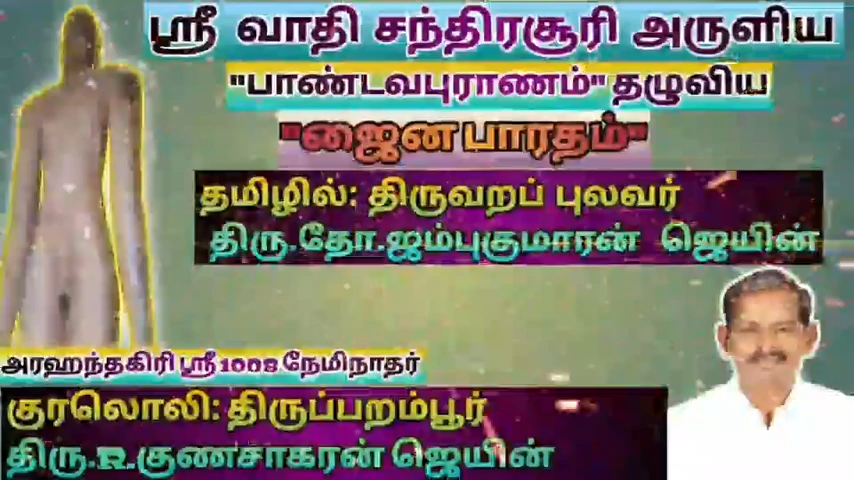 ஸ்ரீ வாதி சந்திரசூரி அருளிய
"பாண்டவபுராணம்" தழுவிய
"ஜைன பாரதம்"
தமிழில்: திருவறப் புலவர்
திரு.தோ.ஜம்புகுமாரன் ஜெயின்
அரஹந்தகிரி ஸ்ரீ 1008 நேமிநாதர்
குரலொலி: திருப்பறம்பூர்
திரு.R.குணசாகரன் ஜெயின்